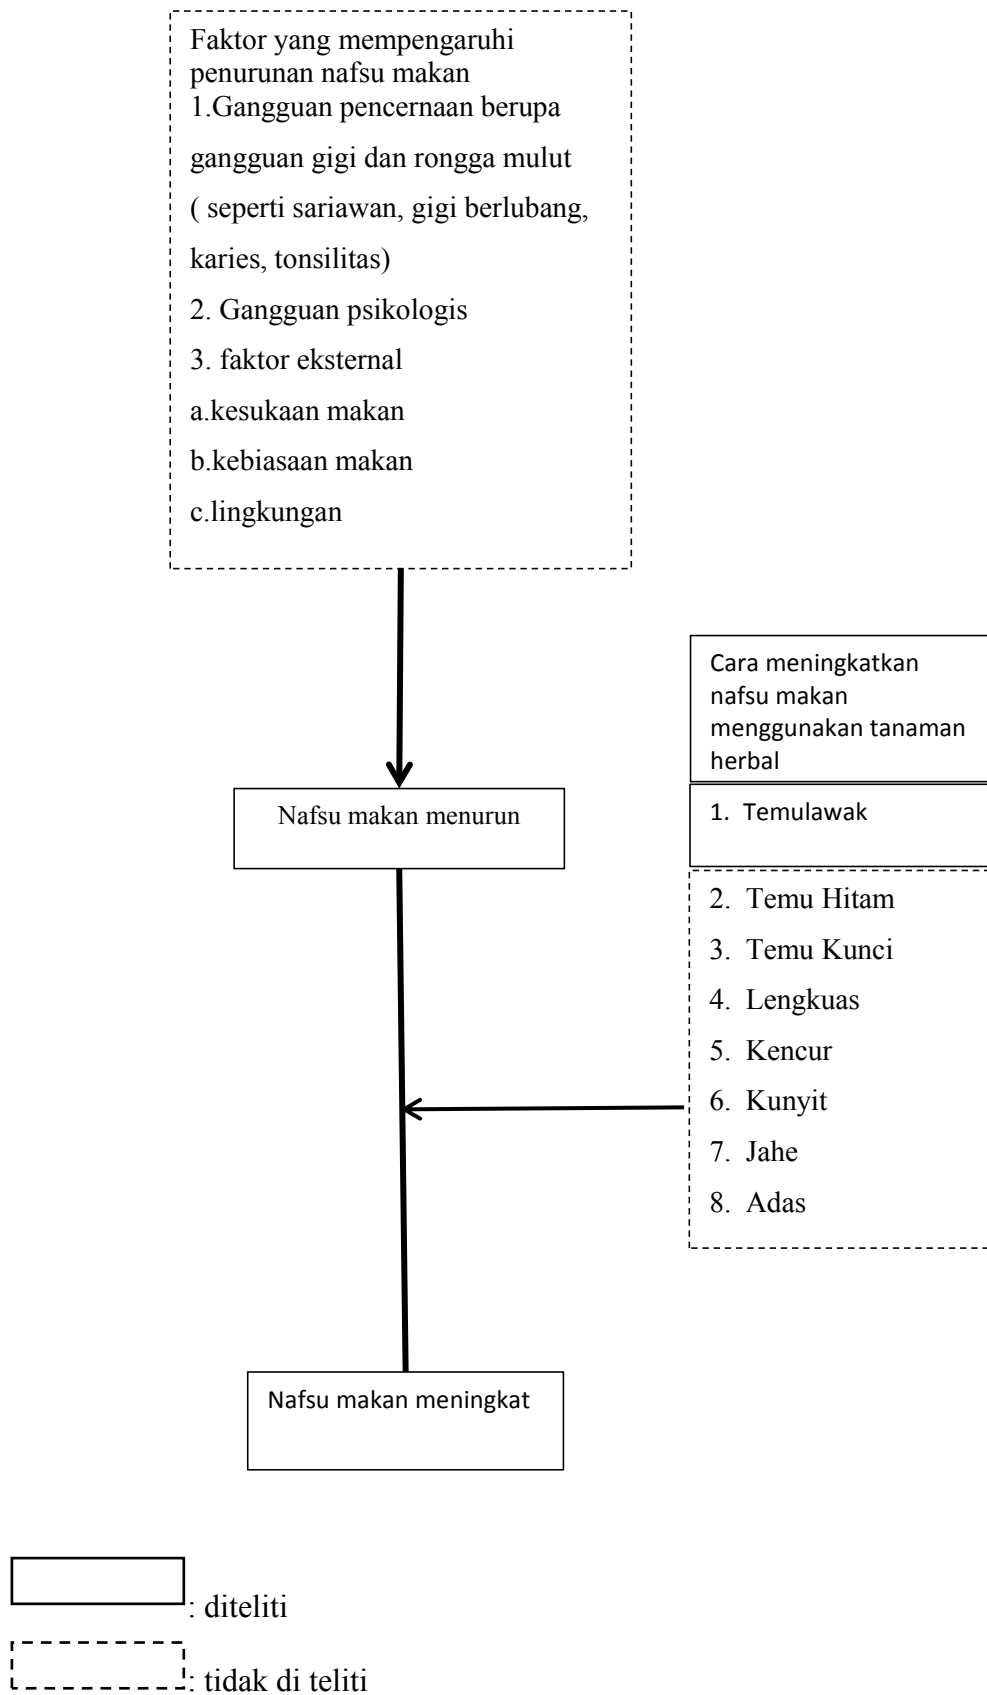 Faktor yang mempengaruhi
penurunan nafsu makan
1.Gangguan pencernaan berupa
gangguan gigi dan rongga mulut
( seperti sariawan, gigi berlubang,
karies, tonsilitas)
2. Gangguan psikologis
3. faktor eksternal
a.kesukaan makan
b.kebiasaan makan
c.lingkungan
Cara meningkatkan
nafsu makan
menggunakan tanaman
herbal
Nafsu makan menurun
1. Temulawak
2. Temu Hitam
3. Temu Kunci
4. Lengkuas
5. Kencur
6. Kunyit
7. Jahe
8. Adas
Nafsu makan meningkat
: diteliti
: tidak di teliti